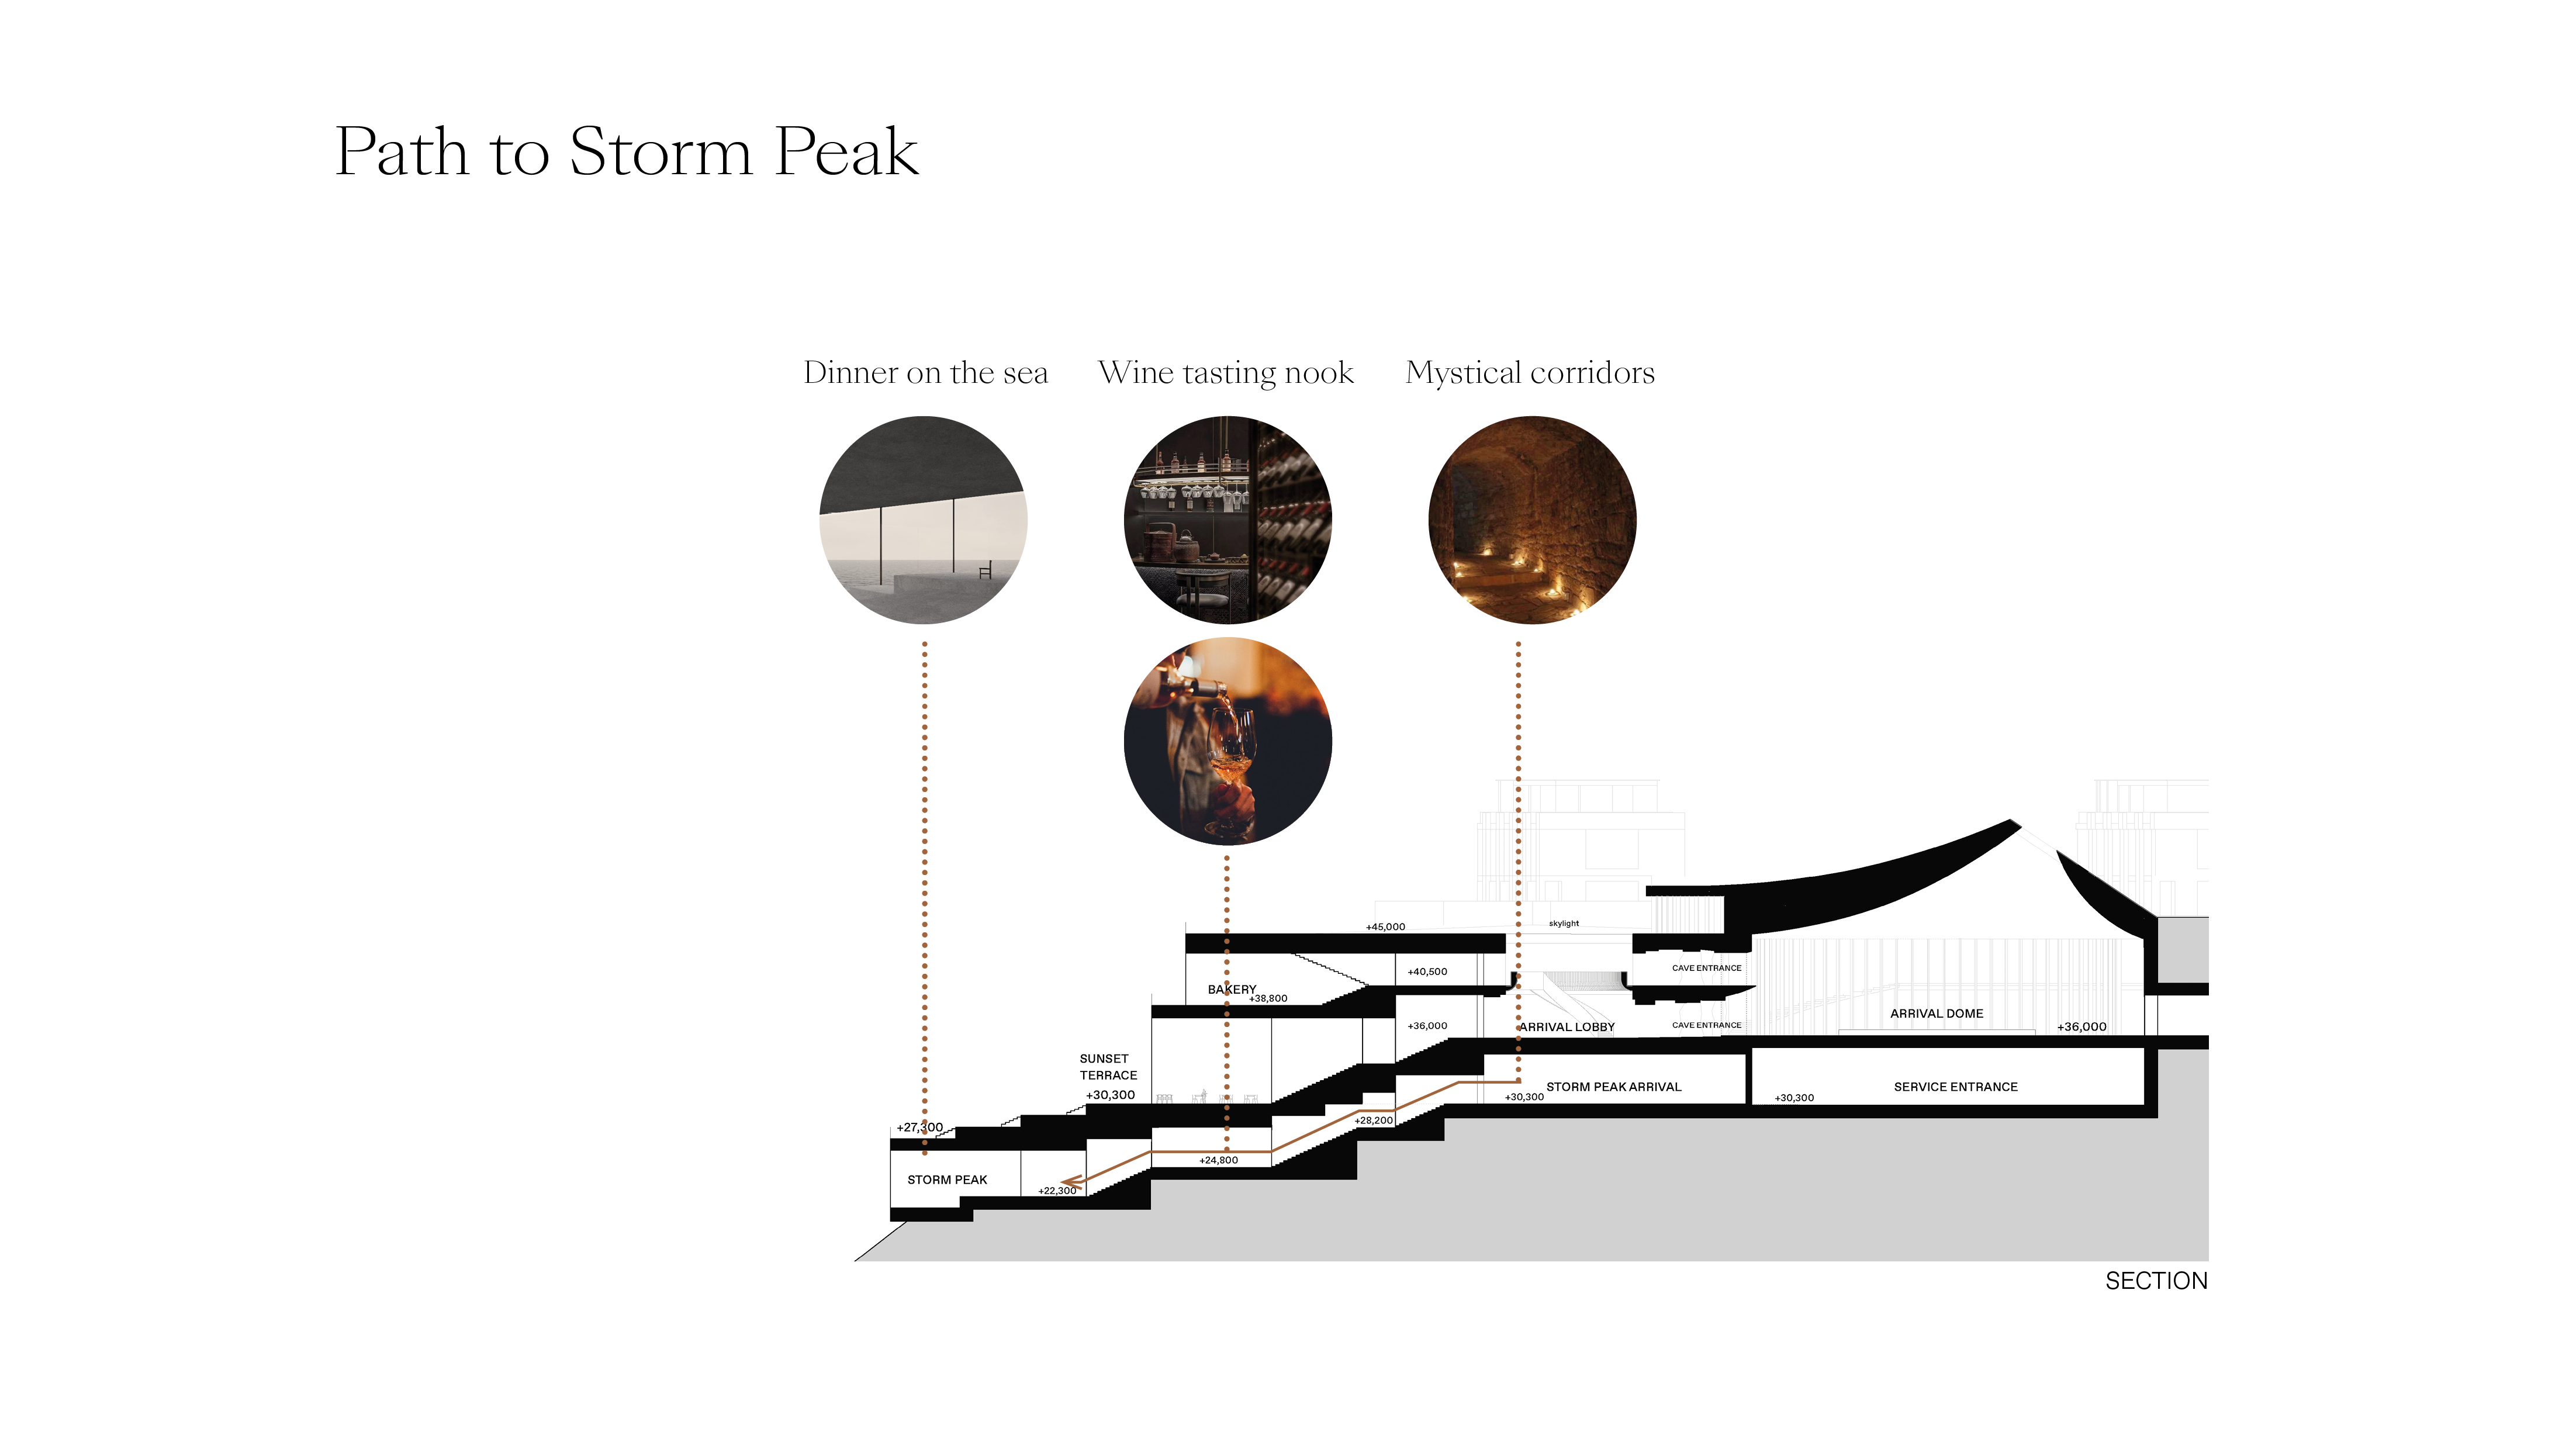 Path to Storm Peak
Dinner on the sea
Wine tasting nook
Mystical corridors
skylight
+45,000
CAVE ENTRANCE
+40,500
BAKERY
+38,800
ARRIVAL DOME
+36,000
ARRIVAL LOBBY
CAVE ENTRANCE
+36,000
SUNSET
TERRACE
+30,300
STORM PEAK ARRIVAL
SERVICE ENTRANCE
+30,300
+30,300
+28,200
+27,300
+24,800
STORM PEAK
+22,300
SECTION